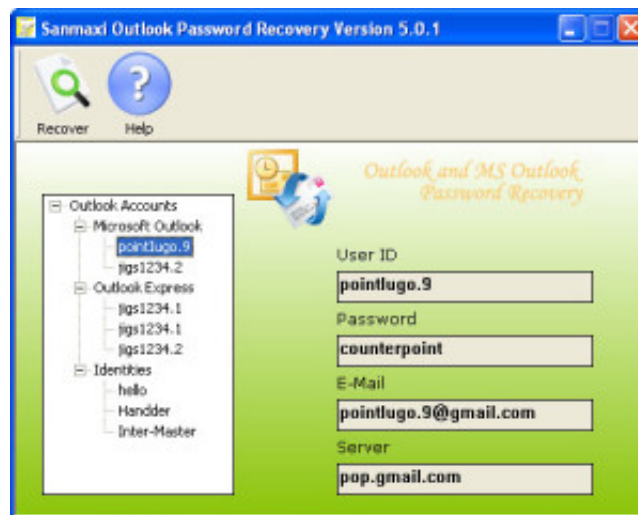 Sanmaxi Outlook Password Recovery Version 5.0.1
Recover
Help
Outlook and MS Outlook
Password Recovery
Outlook Accounts
Microsoft Outlook
pointlugo.9
jigs1234.2
Outlook Express
jigs1234.1
jigs1234.1
jigs1234.2
Identities
hello
Handder
Inter-Master
User ID
pointlugo.9
Password
counterpoint
E-Mail
pointlugo.9@gmail.com
Server
pop.gmail.com